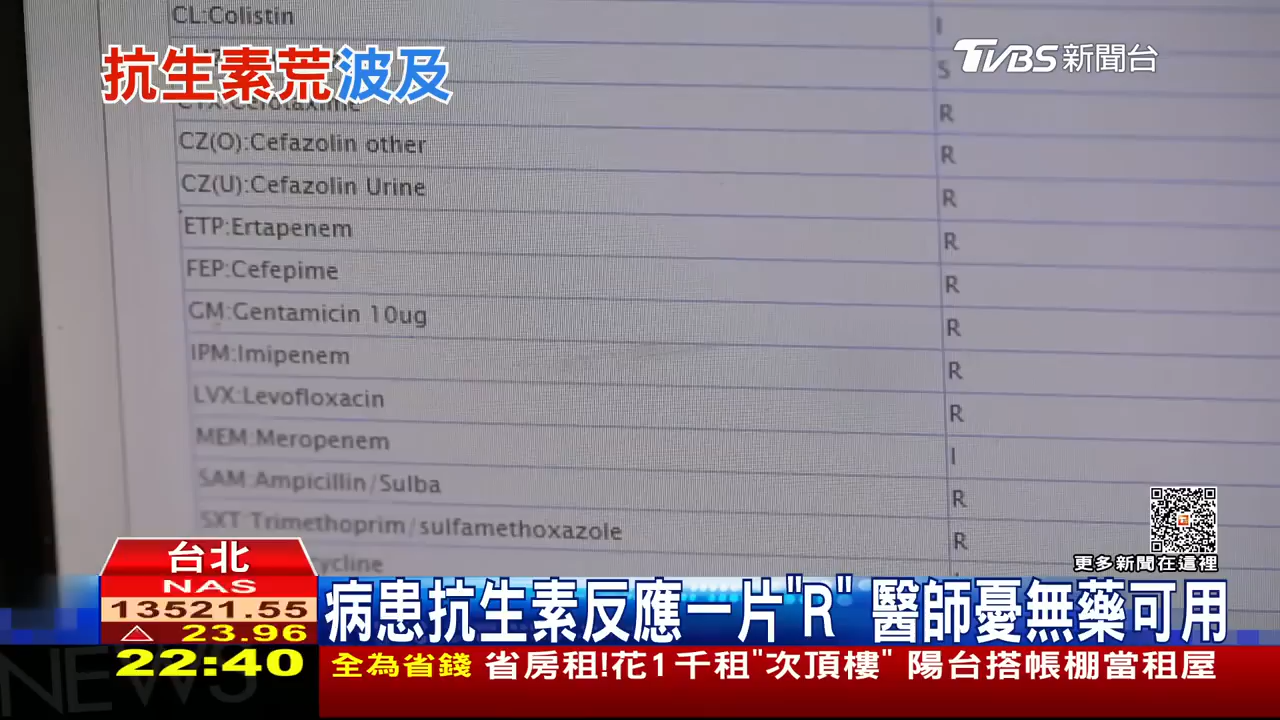 CL:Colistin I
TVBS新聞台
抗生素荒波及
S
CTX:Cefotaxime R
CZ(O):Cefazolin other R
CZ(U):Cefazolin Urine R
ETP:Ertapenem R
FEP:Cefepime R
GM:Gentamicin 10ug R
IPM:Imipenem R
LVX:Levofloxacin R
MEM:Meropenem I
SAM:Ampicillin/Sulba R
SXT:Trimethoprim/sulfamethoxazole R
更多新聞在這裡
台北
NAS
13521.55
23.96
22:40
病患抗生素反應一片"R" 醫師憂無藥可用
全為省錢 省房租!花1千租"次頂樓" 陽台搭帳棚當租屋
NEWS